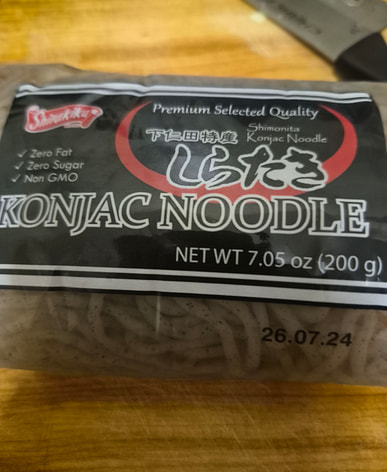 Shirakiku
Premium Selected Quality
下仁田特産
Shimonita
Konjac Noodle
しらたき
✓ Zero Fat
✓ Zero Sugar
✓ Non GMO
KONJAC NOODLE
NET WT 7.05 oz (200 g)
26.07.24